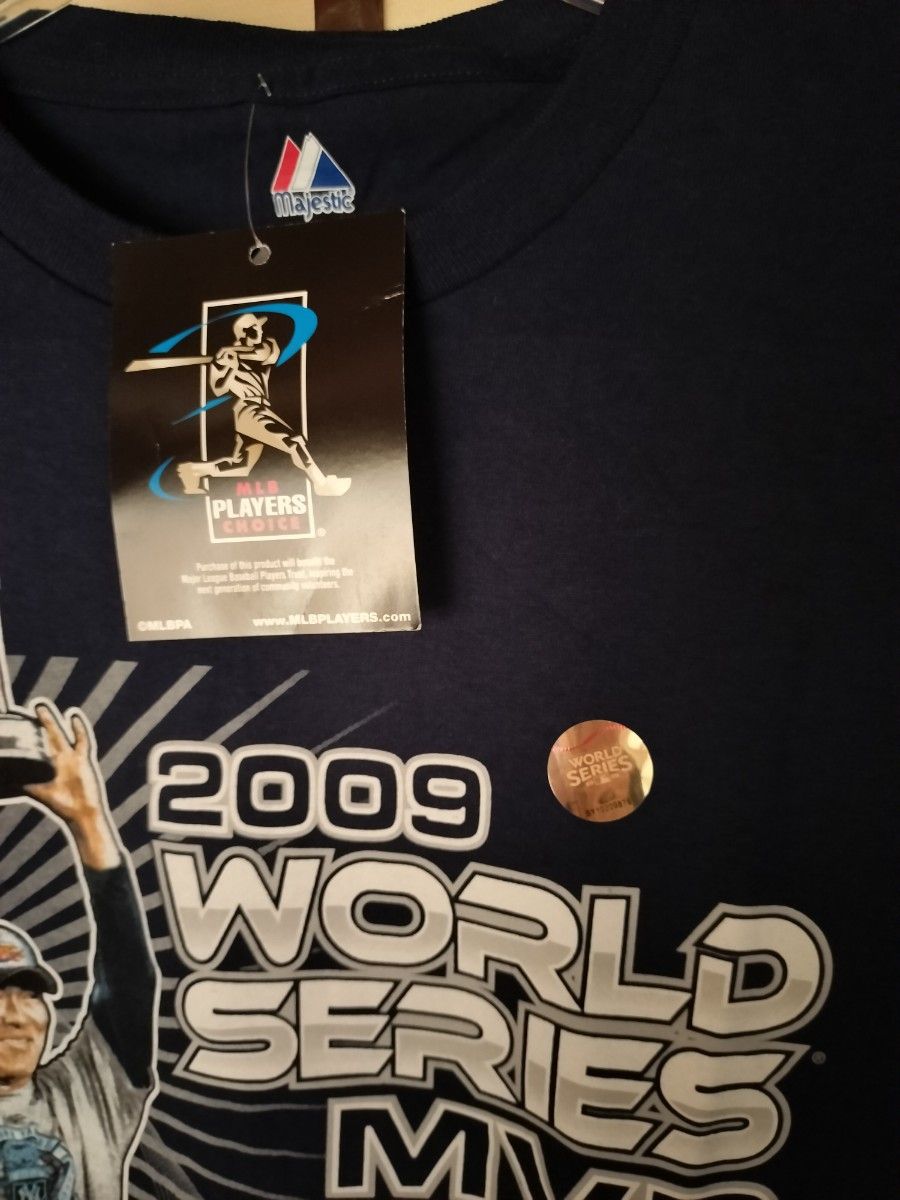 Majestic
MLB
PLAYERS
CHOICE
®
Purchase of this product will benefit the
Major League Baseball Players Trust, inspiring the
next generation of community volunteers.
©MLBPA www.MLBPLAYERS.com
WORLD
SERIES
2009
WORLD
SERIES®
MVP